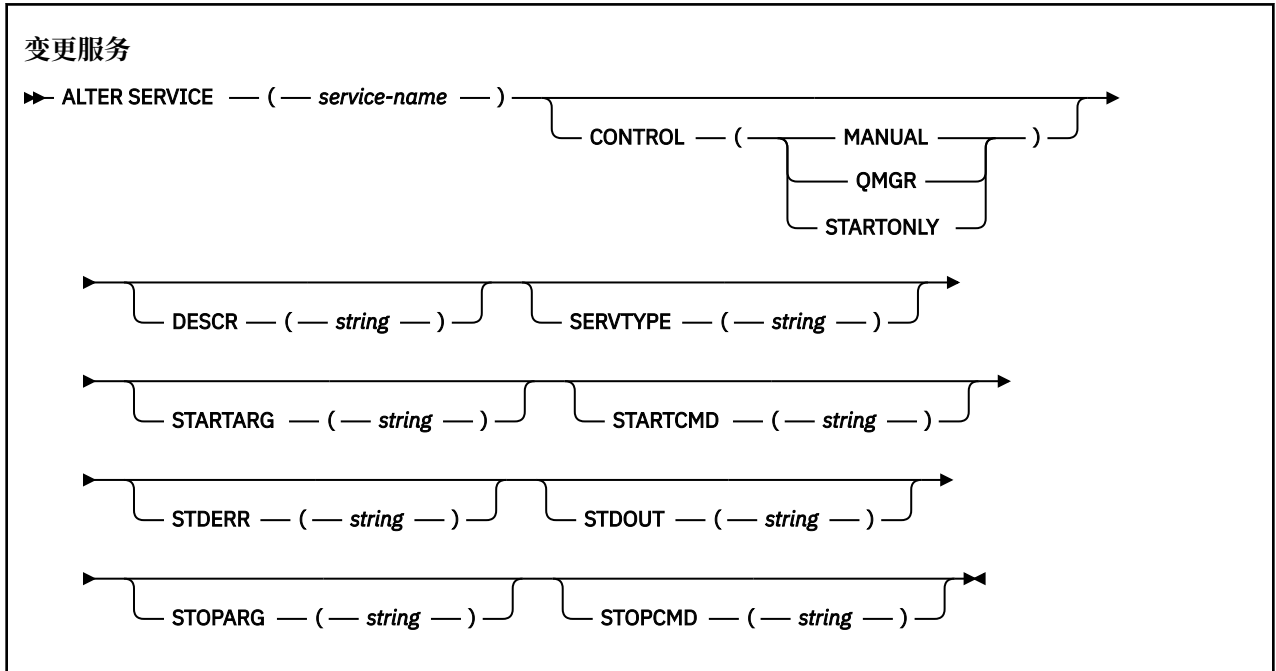 变更服务
ALTER SERVICE ( service-name )
CONTROL ( MANUAL )
QMGR
STARTONLY
DESCR ( string ) SERVTYPE ( string )
STARTARG ( string ) STARTCMD ( string )
STDERR ( string ) STDOUT ( string )
STOPARG ( string ) STOPCMD ( string )